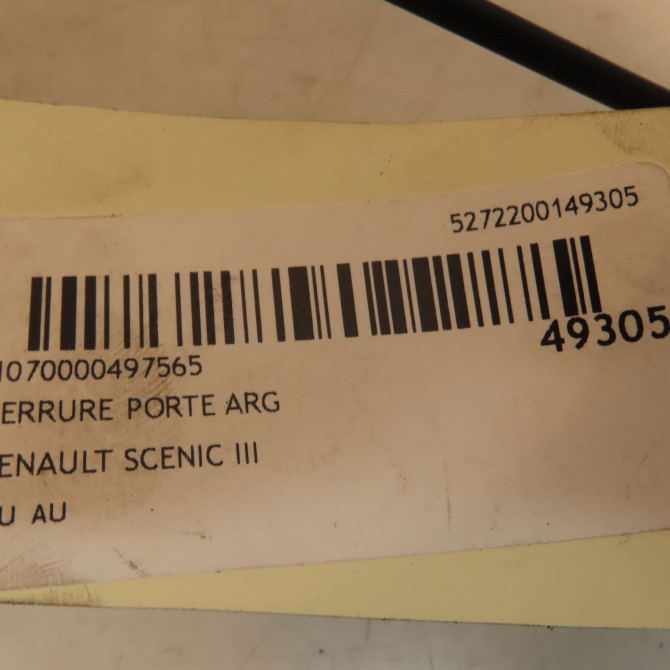 5272200149305
49305
1070000497565
ERRURE PORTE ARG
ENAULT SCENIC III
U AU